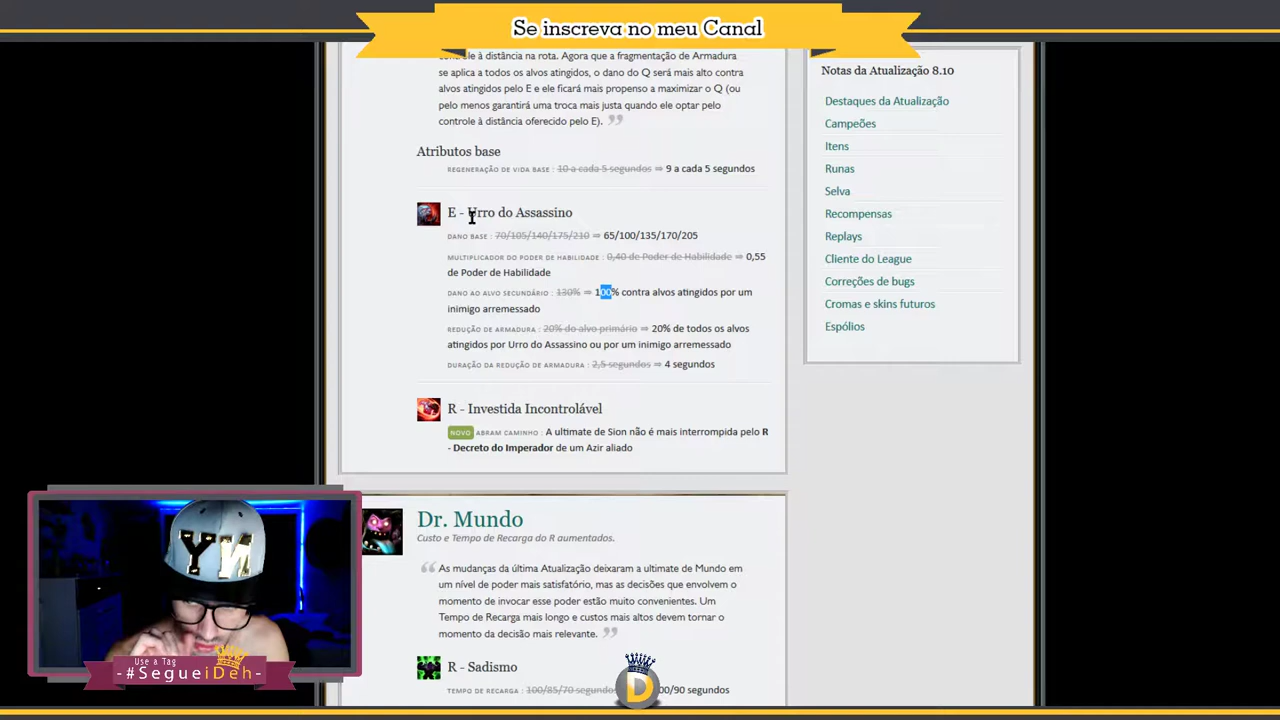 Se inscreva no meu Canal
controle à distância na rota. Agora que a fragmentação de Armadura
se aplica a todos os alvos atingidos, o dano do Q será mais alto contra
alvos atingidos pelo E e ele ficará mais propenso a maximizar o Q (ou
pelo menos garantirá uma troca mais justa quando ele optar pelo
controle à distância oferecido pelo E).
Atributos base
REGENERAÇÃO DE VIDA BASE : 10 a cada 5 segundos ⇒ 9 a cada 5 segundos
E - Urro do Assassino
DANO BASE : 70/105/140/175/210 ⇒ 65/100/135/170/205
MULTIPLICADOR DO PODER DE HABILIDADE : 0,40 de Poder de Habilidade ⇒ 0,55
de Poder de Habilidade
DANO AO ALVO SECUNDÁRIO : 130% ⇒ 100% contra alvos atingidos por um
inimigo arremessado
REDUÇÃO DE ARMADURA : 20% do alvo primário ⇒ 20% de todos os alvos
atingidos por Urro do Assassino ou por um inimigo arremessado
DURAÇÃO DA REDUÇÃO DE ARMADURA : 2,5 segundos ⇒ 4 segundos
R - Investida Incontrolável
NOVO ABRAM CAMINHO : A ultimate de Sion não é mais interrompida pelo R
- Decreto do Imperador de um Azir aliado
Dr. Mundo
Custo e Tempo de Recarga do R aumentados.
As mudanças da última Atualização deixaram a ultimate de Mundo em
um nível de poder mais satisfatório, mas as decisões que envolvem o
momento de invocar esse poder estão muito convenientes. Um
Tempo de Recarga mais longo e custos mais altos devem tornar o
momento da decisão mais relevante.
R - Sadismo
TEMPO DE RECARGA : 100/85/70 segundos 00/90 segundos
Notas da Atualização 8.10
Destaques da Atualização
Campeões
Itens
Runas
Selva
Recompensas
Replays
Cliente do League
Correções de bugs
Cromas e skins futuros
Espólios
YN
Use a Tag
-#SegueiDeh-
D